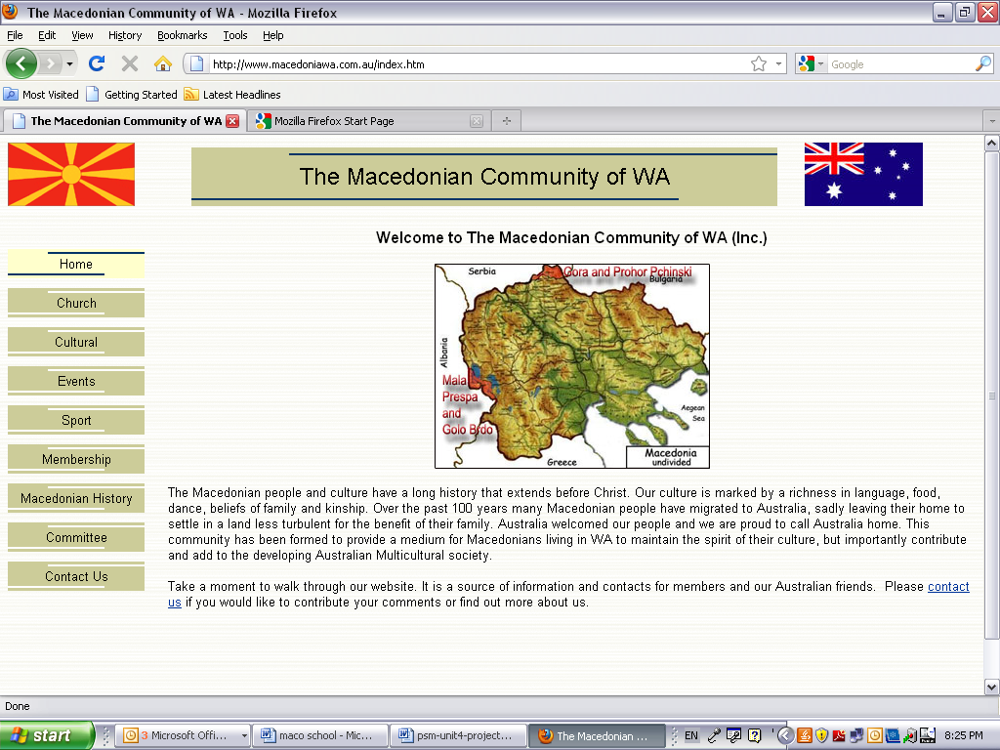 The Macedonian Community of WA - Mozilla Firefox
File Edit View History Bookmarks Tools Help
http://www.macedoniawa.com.au/index.htm
Google
Most Visited Getting Started Latest Headlines
The Macedonian Community of WA
Mozilla Firefox Start Page
The Macedonian Community of WA
Welcome to The Macedonian Community of WA (Inc.)
Home
Church
Cultural
Events
Sport
Membership
Macedonian History
Committee
Contact Us
Serbia
Gora and Prohor Pchinski
Bulgaria
Albania
Mala
Prespa
and
Golo Brdo
Aegean
Sea
Greece
Macedonia
undivided
The Macedonian people and culture have a long history that extends before Christ. Our culture is marked by a richness in language, food,
dance, beliefs of family and kinship. Over the past 100 years many Macedonian people have migrated to Australia, sadly leaving their home to
settle in a land less turbulent for the benefit of their family. Australia welcomed our people and we are proud to call Australia home. This
community has been formed to provide a medium for Macedonians living in WA to maintain the spirit of their culture, but importantly contribute
and add to the developing Australian Multicultural society.
Take a moment to walk through our website. It is a source of information and contacts for members and our Australian friends.  Please contact
us if you would like to contribute your comments or find out more about us.
Done
start
3 Microsoft Offi...
maco school - Mic...
psm-unit4-project...
The Macedonian ...
EN
8:25 PM